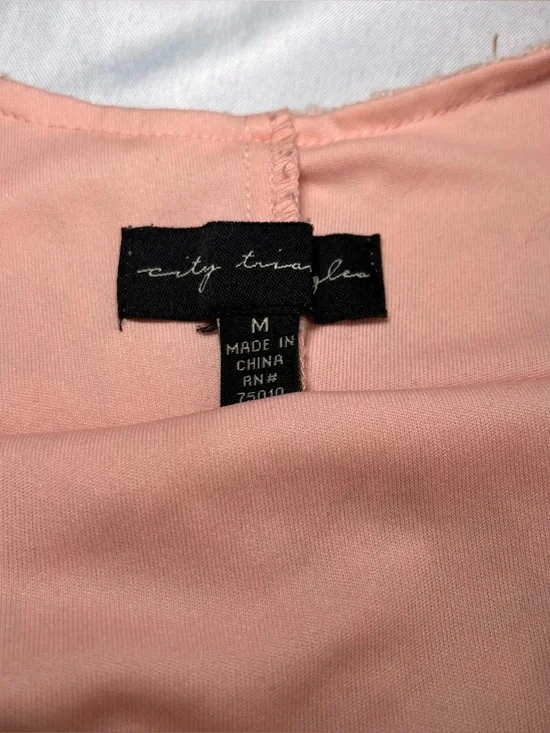 city triangles
M
MADE IN
CHINA
RN#
75010